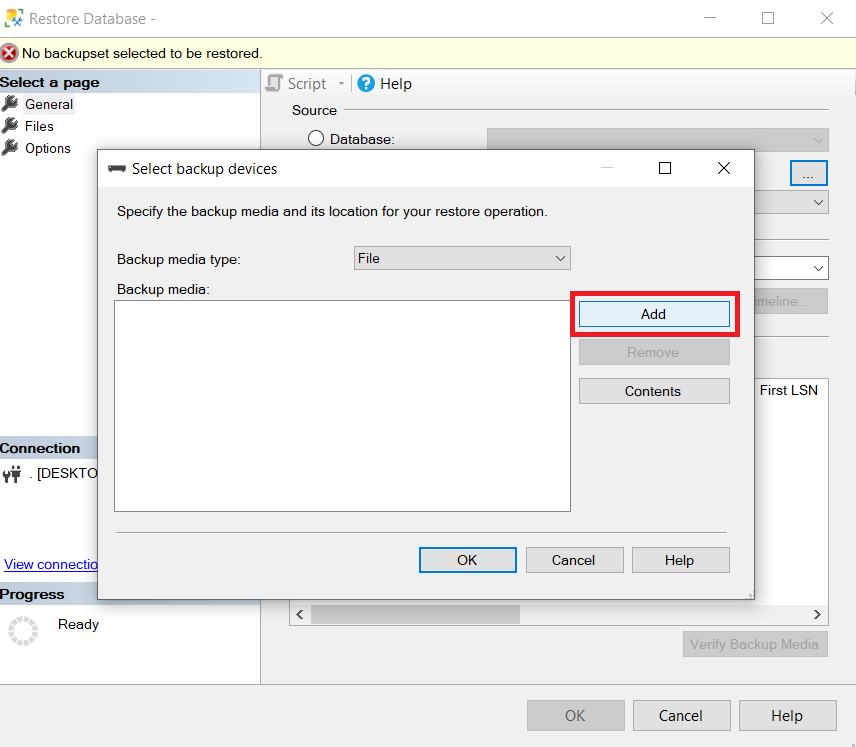 Restore Database -
No backupset selected to be restored.
Select a page
General
Files
Options
Script
Help
Source
Database:
...
Select backup devices
Specify the backup media and its location for your restore operation.
Backup media type:
File
Backup media:
Add
Remove
Contents
OK
Cancel
Help
imeline...
First LSN
Connection
. [DESKTO
View connectio
Progress
Ready
Verify Backup Media
OK
Cancel
Help